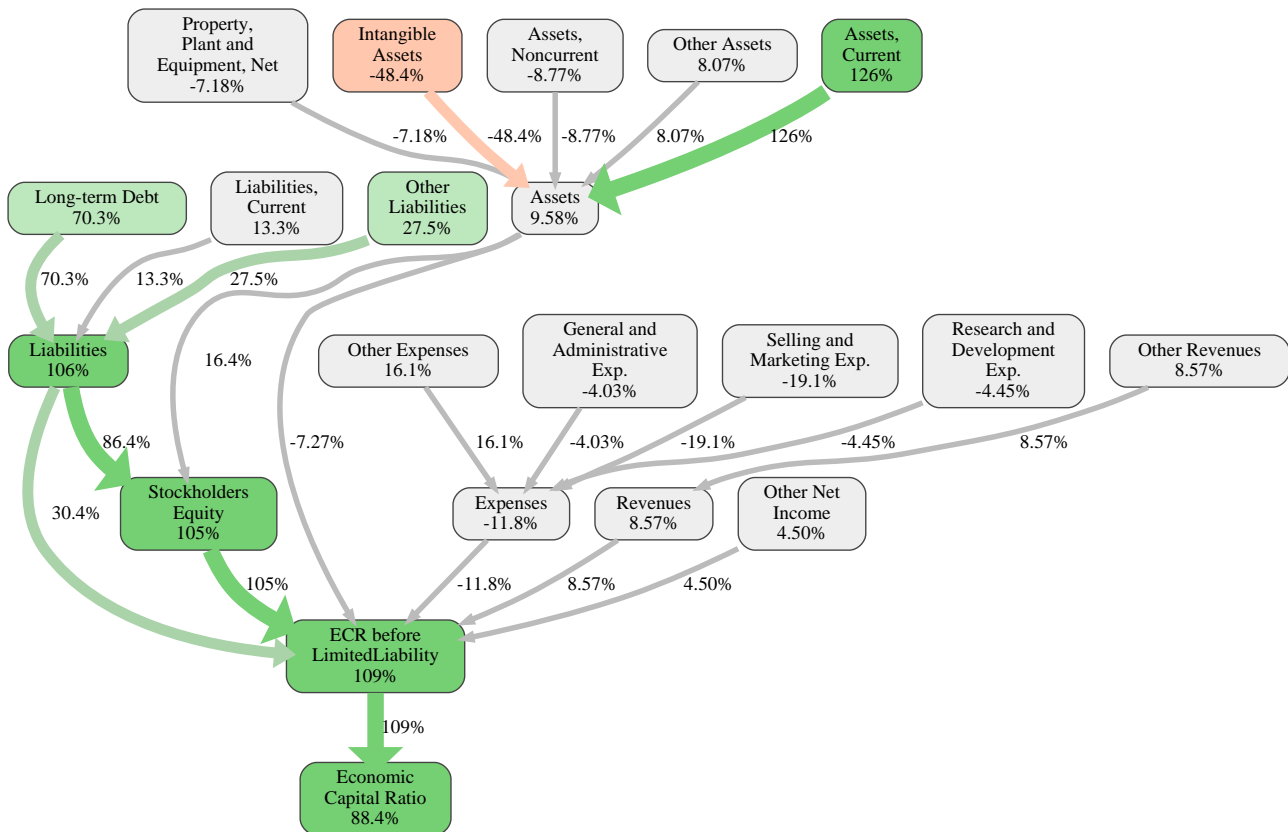 Property,
Plant and
Equipment, Net
-7.18%
Intangible
Assets
-48.4%
Assets,
Noncurrent
-8.77%
Other Assets
8.07%
Assets,
Current
126%
-7.18%
-48.4%
-8.77%
8.07%
126%
Long-term Debt
70.3%
Liabilities,
Current
13.3%
Other
Liabilities
27.5%
Assets
9.58%
70.3%
13.3%
27.5%
Liabilities
106%
16.4%
Other Expenses
16.1%
General and
Administrative
Exp.
-4.03%
Selling and
Marketing Exp.
-19.1%
Research and
Development
Exp.
-4.45%
Other Revenues
8.57%
86.4%
-7.27%
16.1%
-4.03%
-19.1%
-4.45%
8.57%
30.4%
Stockholders
Equity
105%
Expenses
-11.8%
Revenues
8.57%
Other Net
Income
4.50%
105%
-11.8%
8.57%
4.50%
ECR before
LimitedLiability
109%
109%
Economic
Capital Ratio
88.4%